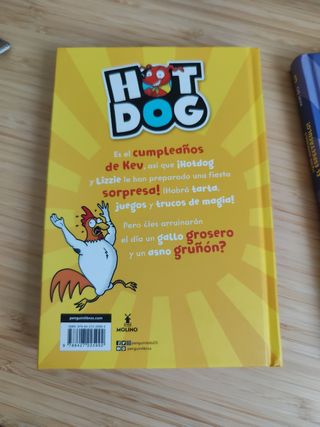 HOT
DOG
Es el cumpleaños
de Kev, así que ¡Hotdog
y Lizzie le han preparado una fiesta
sorpresa! ¡Habrá tarta,
juegos y trucos de magia!
Pero ¿les arruinarán
el día un gallo grosero
y un asno gruñón?
penguinlibros.com
MOLINO